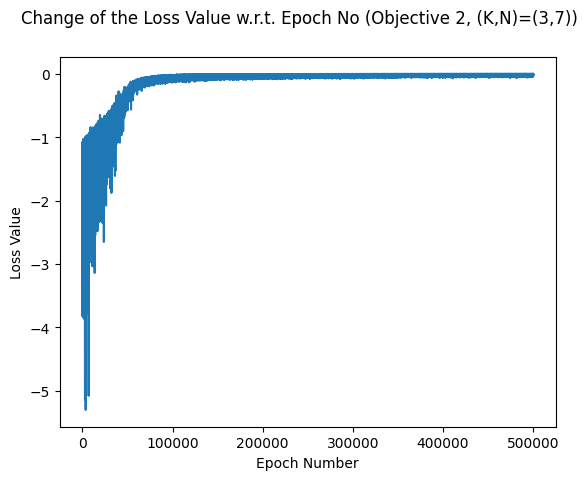 Change of the Loss Value w.r.t. Epoch No (Objective 2, (K,N)=(3,7))
0
−1
−2
−3
−4
−5
Loss Value
0 100000 200000 300000 400000 500000
Epoch Number